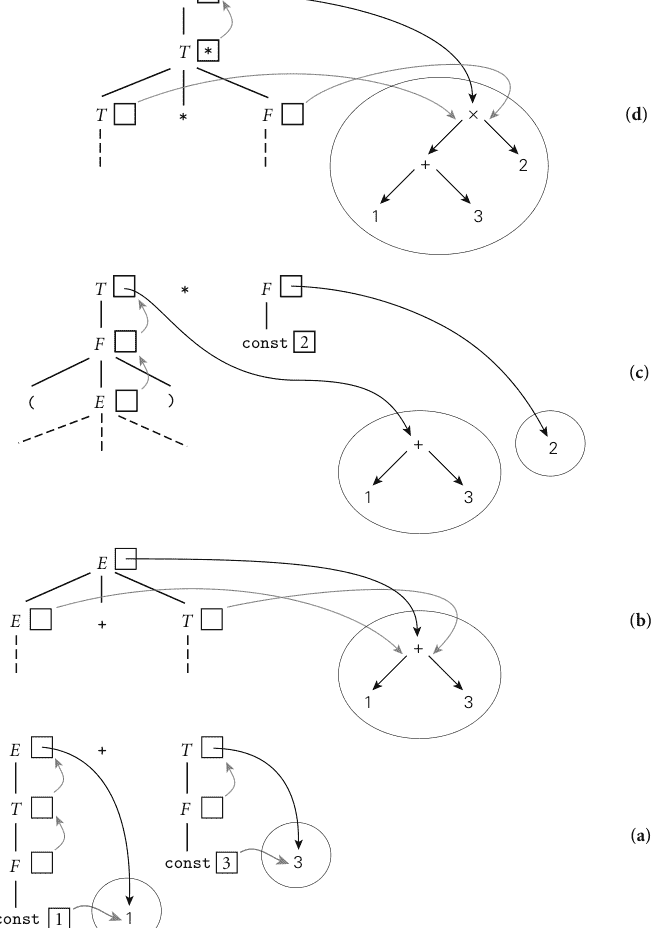 T *
T * F × (d)
+ 2
1 3
T * F
F const 2 (c)
( E )
+ 2
1 3
E
E + T (b)
+
1 3
E + T
T F (a)
F const 3 3
const 1 1